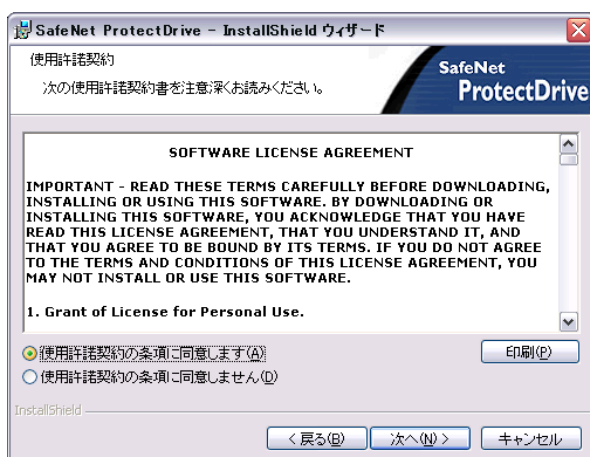 SafeNet ProtectDrive - InstallShield ウィザード
使用許諾契約
次の使用許諾契約書を注意深くお読みください。
SafeNet
ProtectDrive
SOFTWARE LICENSE AGREEMENT
IMPORTANT - READ THESE TERMS CAREFULLY BEFORE DOWNLOADING,
INSTALLING OR USING THIS SOFTWARE. BY DOWNLOADING OR
INSTALLING THIS SOFTWARE, YOU ACKNOWLEDGE THAT YOU HAVE
READ THIS LICENSE AGREEMENT, THAT YOU UNDERSTAND IT, AND
THAT YOU AGREE TO BE BOUND BY ITS TERMS. IF YOU DO NOT AGREE
TO THE TERMS AND CONDITIONS OF THIS LICENSE AGREEMENT, YOU
MAY NOT INSTALL OR USE THIS SOFTWARE.
1. Grant of License for Personal Use.
使用許諾契約の条項に同意します(A)
印刷(P)
使用許諾契約の条項に同意しません(D)
InstallShield
< 戻る(B)
次へ(N) >
キャンセル